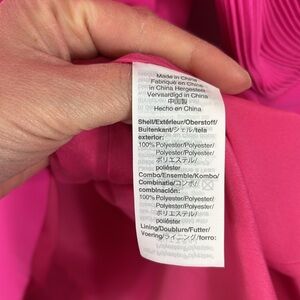 Made in China
Fabriqué en China
in China Hergestellt
Vervaardigd in China
中国製
Hecho en China
Shell/Extérieur/Oberstoff/
Buitenkant/シェル/tela
exterior:
100% Polyester/Polyester/
Polyester/Polyester/
ポリエステル/
poliéster
Combo/Ensemble/Kombo/
Combinatie/コンボ/
combinación:
100% Polyester/Polyester/
Polyester/Polyester/
ポリエステル/
poliéster
Lining/Doublure/Futter/
Voering/ライニング/forro: